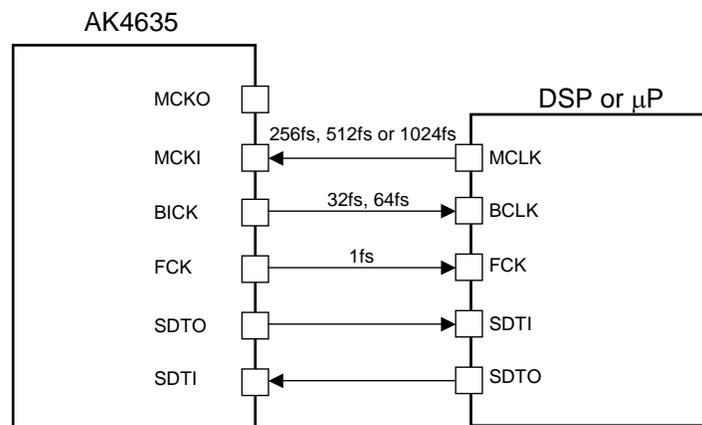 AK4635
DSP or μP
MCKO
256fs, 512fs or 1024fs
MCKI
MCLK
32fs, 64fs
BICK
BCLK
1fs
FCK
FCK
SDTO
SDTI
SDTI
SDTO